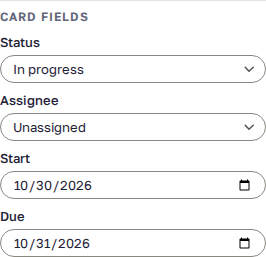 CARD FIELDS
Status
In progress
Assignee
Unassigned
Start
10/30/2026
Due
10/31/2026